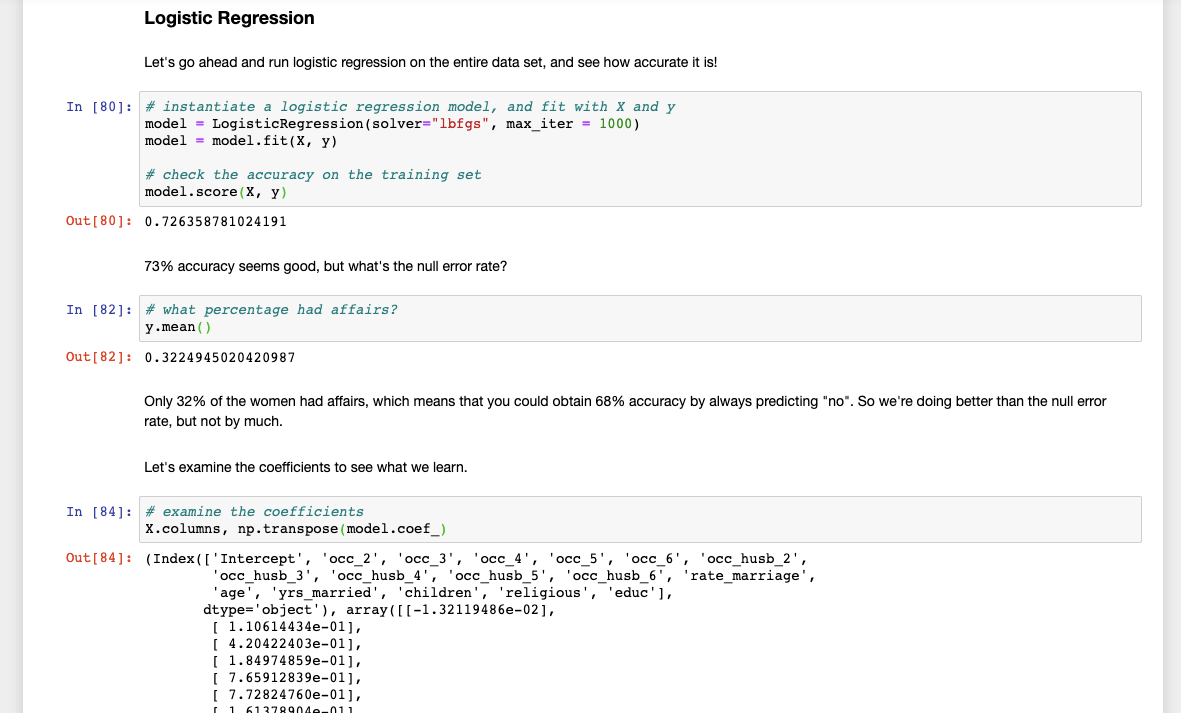 Logistic Regression
Let's go ahead and run logistic regression on the entire data set, and see how accurate it is!
In [80]: # instantiate a logistic regression model, and fit with X and y
model = LogisticRegression(solver="lbfgs", max_iter = 1000)
model = model.fit(X, y)
# check the accuracy on the training set
model.score(X, y)
Out[80]: 0.726358781024191
73% accuracy seems good, but what's the null error rate?
In [82]: # what percentage had affairs?
y.mean()
Out[82]: 0.3224945020420987
Only 32% of the women had affairs, which means that you could obtain 68% accuracy by always predicting "no". So we're doing better than the null error
rate, but not by much.
Let's examine the coefficients to see what we learn.
In [84]: # examine the coefficients
X.columns, np.transpose(model.coef_)
Out[84]: (Index(['Intercept', 'occ_2', 'occ_3', 'occ_4', 'occ_5', 'occ_6', 'occ_husb_2',
'occ_husb_3', 'occ_husb_4', 'occ_husb_5', 'occ_husb_6', 'rate_marriage',
'age', 'yrs_married', 'children', 'religious', 'educ'],
dtype='object'), array([[-1.32119486e-02],
[ 1.10614434e-01],
[ 4.20422403e-01],
[ 1.84974859e-01],
[ 7.65912839e-01],
[ 7.72824760e-01],
[ 1.61378904e-01]